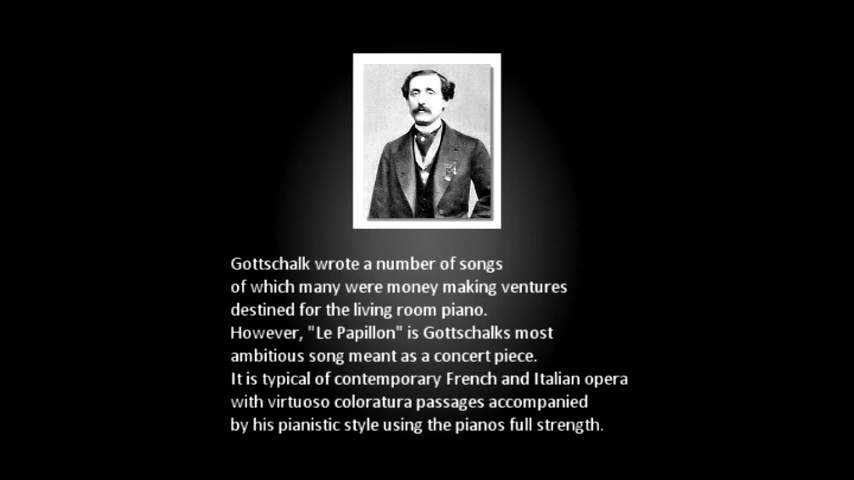 Gottschalk wrote a number of songs
of which many were money making ventures
destined for the living room piano.
However, "Le Papillon" is Gottschalks most
ambitious song meant as a concert piece.
It is typical of contemporary French and Italian opera
with virtuoso coloratura passages accompanied
by his pianistic style using the pianos full strength.